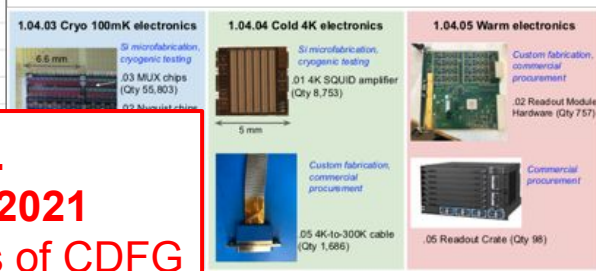 1.04.03 Cryo 100mK electronics
Si microfabrication,
cryogenic testing
6.6 mm
.03 MUX chips
(Qty 55,803)
.02 Nyquist chips
2021
s of CDFG
1.04.04 Cold 4K electronics
Si microfabrication,
cryogenic testing
.01 4K SQUID amplifier
(Qty 8,753)
5 mm
Custom fabrication,
commercial
procurement
.05 4K-to-300K cable
(Qty 1,686)
1.04.05 Warm electronics
Custom fabrication,
commercial
procurement
.02 Readout Module
Hardware (Qty 757)
Commercial
procurement
.05 Readout Crate (Qty 98)